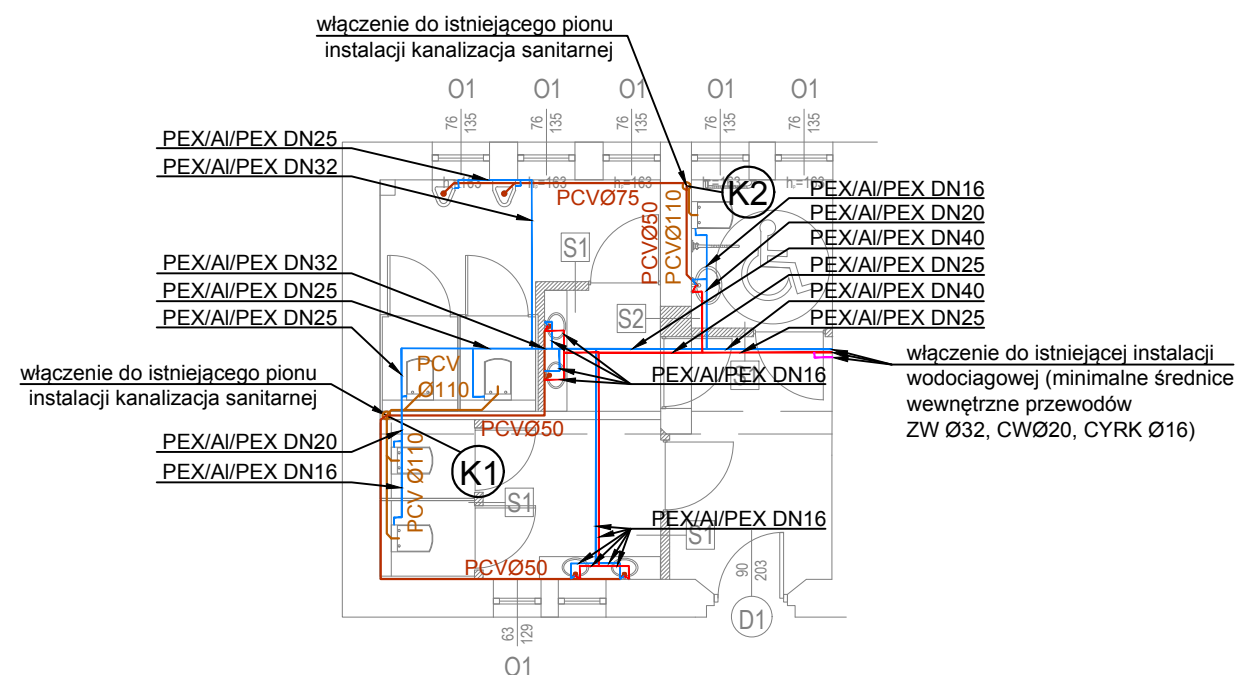 włączenie do istniejącego pionu
instalacji kanalizacja sanitarnej
O1
O1
O1
O1
O1
76
135
76
135
76
135
76
135
76
135
PEX/Al/PEX DN25
PEX/Al/PEX DN32
PCVØ75
PCVØ50
PCVØ110
K2
PEX/Al/PEX DN16
PEX/Al/PEX DN20
PEX/Al/PEX DN40
PEX/Al/PEX DN25
PEX/Al/PEX DN40
PEX/Al/PEX DN25
S1
S2
PEX/Al/PEX DN32
PEX/Al/PEX DN25
PEX/Al/PEX DN25
PCV
Ø110
włączenie do istniejącego pionu
instalacji kanalizacja sanitarnej
PEX/Al/PEX DN16
S1
włączenie do istniejącej instalacji
wodociagowej (minimalne średnice
wewnętrzne przewodów
ZW Ø32, CWØ20, CYRK Ø16)
PCVØ50
PEX/Al/PEX DN20
PEX/Al/PEX DN16
PCV Ø110
K1
S1
PEX/Al/PEX DN16
S1
PCVØ50
90
203
D1
63
129
O1